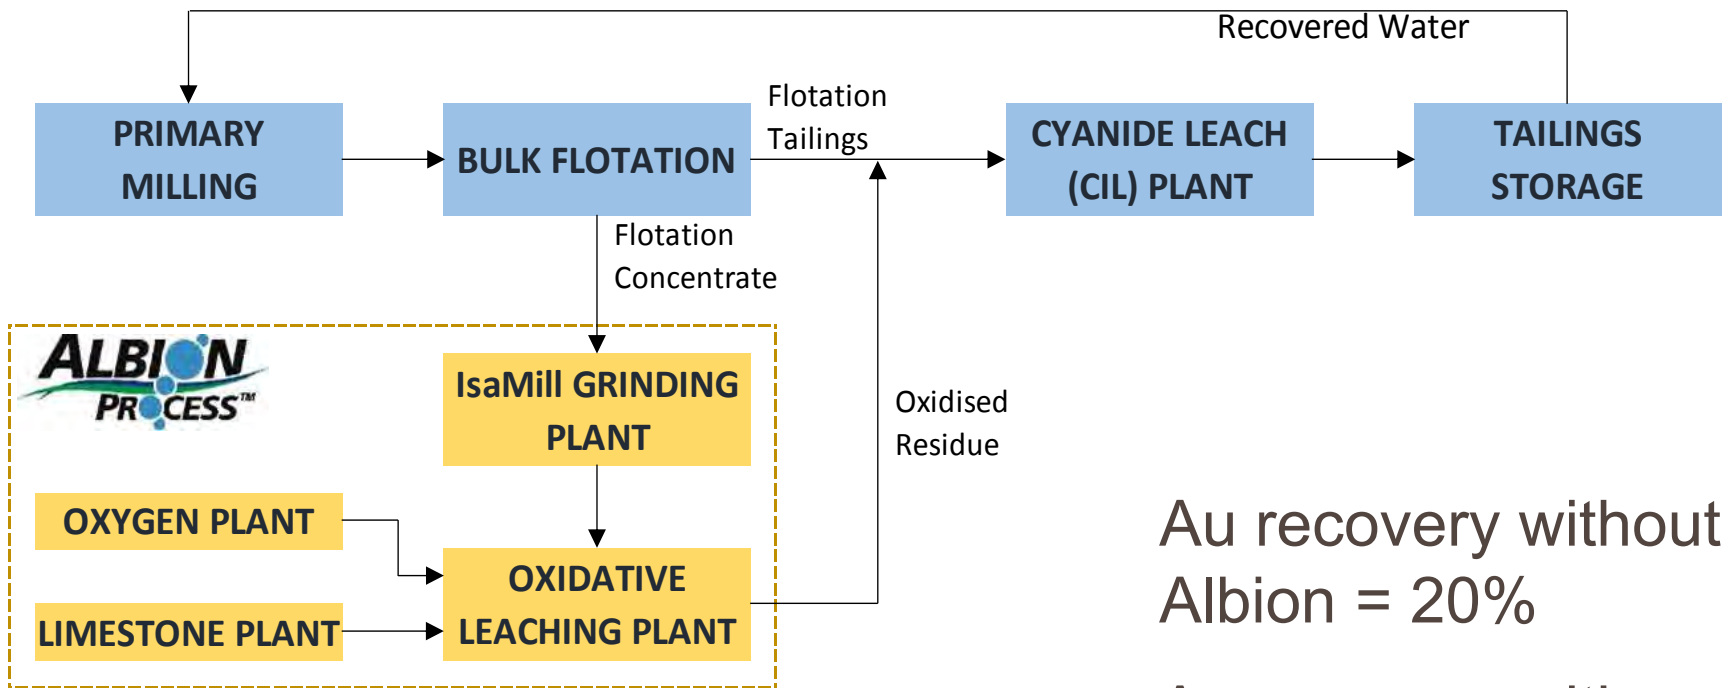 Recovered Water
PRIMARY
MILLING
BULK FLOTATION
Flotation
Tailings
CYANIDE LEACH
(CIL) PLANT
TAILINGS
STORAGE
Flotation
Concentrate
ALBION
PROCESS™
IsaMill GRINDING
PLANT
Oxidised
Residue
OXYGEN PLANT
LIMESTONE PLANT
OXIDATIVE
LEACHING PLANT
Au recovery without
Albion = 20%